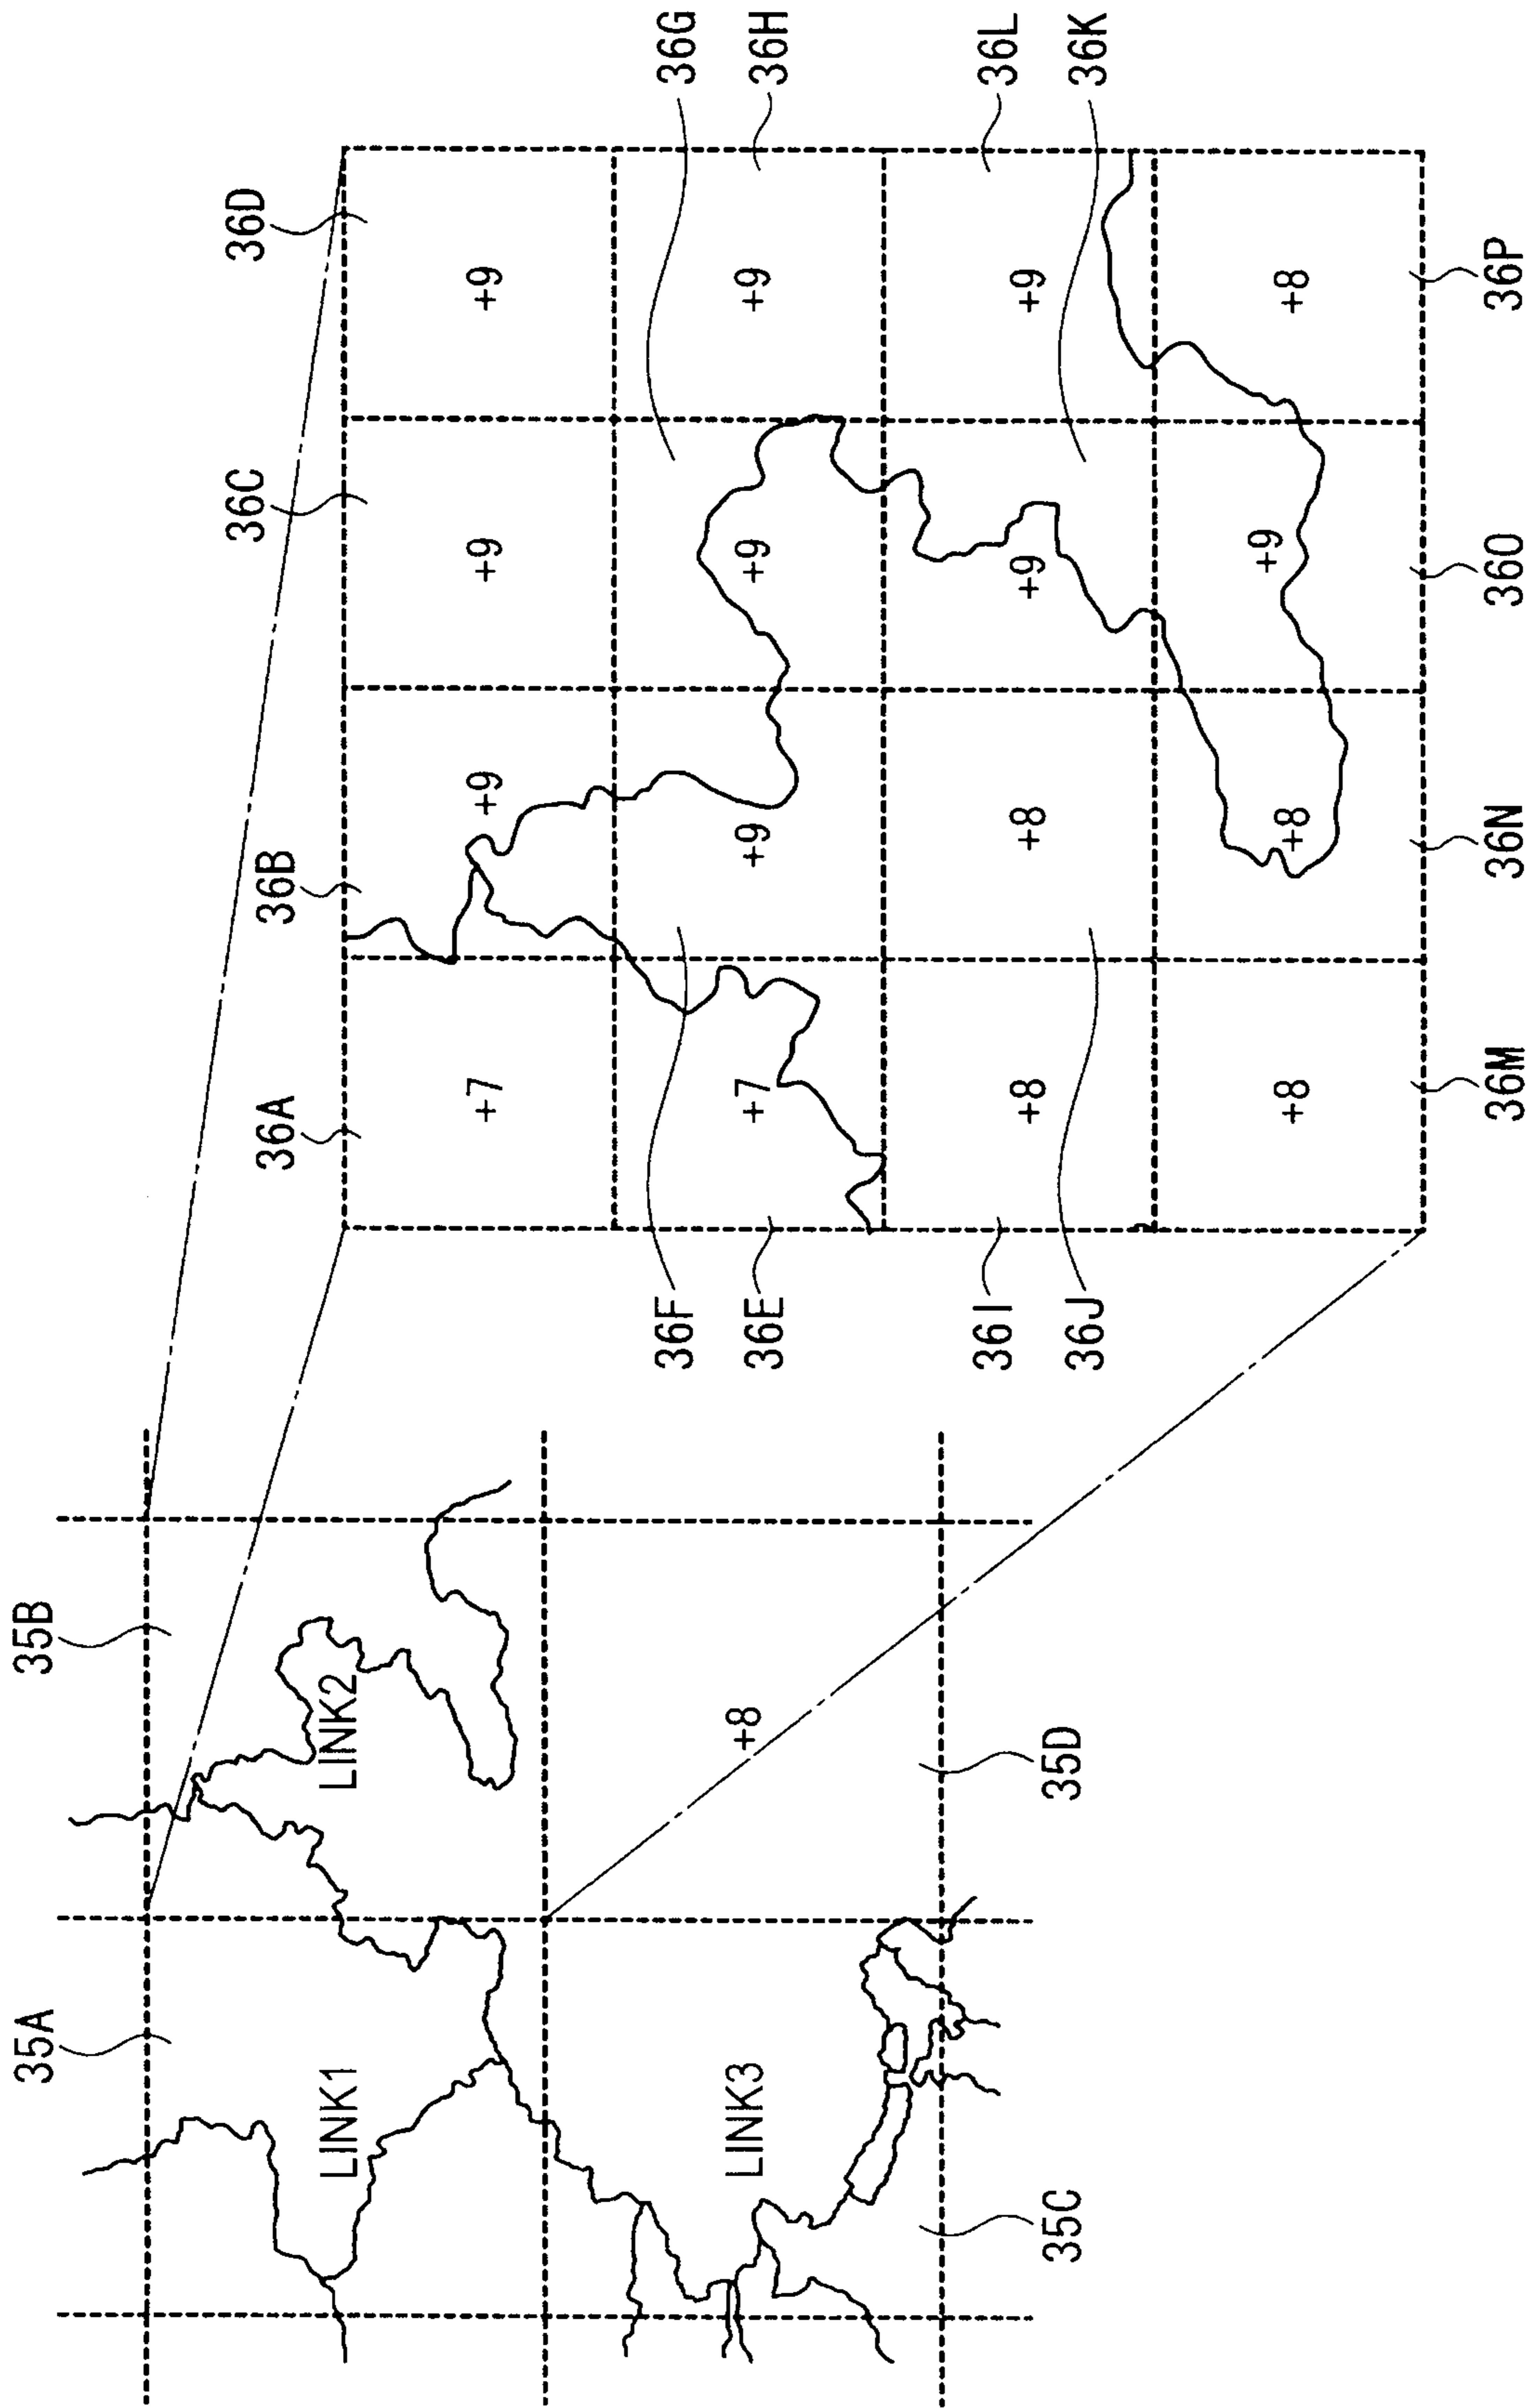 35A
35B
LINK1
LINK2
LINK3
+8
35C
35D
36A
36B
36C
36D
+7
+9
+9
+9
36F
36G
36E
36H
+7
+9
+9
+9
36I
36L
36J
36K
+8
+8
+9
+9
+8
+8
+9
+8
36M
36N
36O
36P